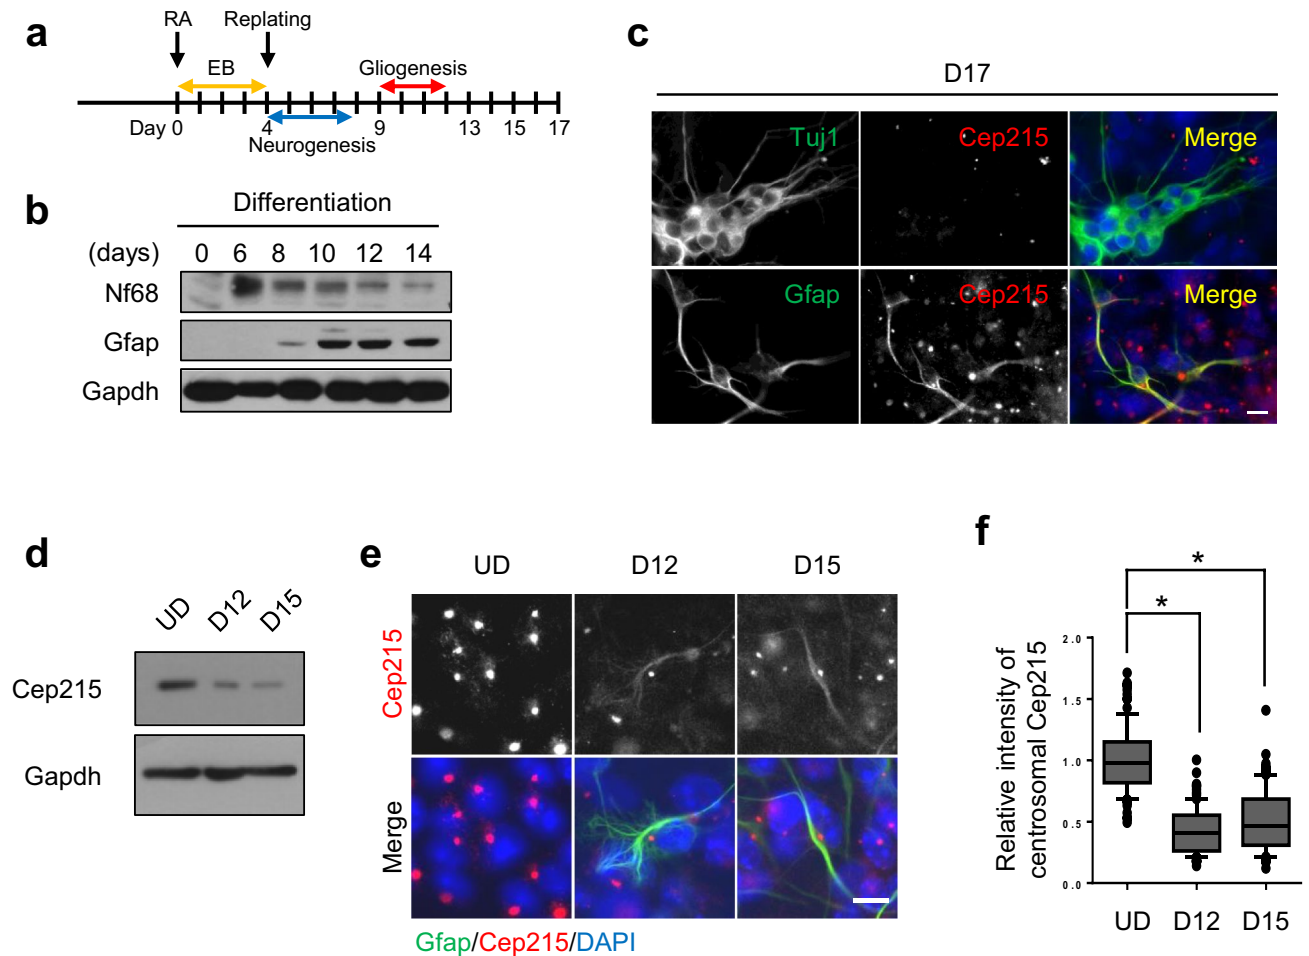 a
RA Replating
EB Gliogenesis
Day 0 4 9 13 15 17
Neurogenesis
b
Differentiation
(days) 0 6 8 10 12 14
Nf68
Gfap
Gapdh
c
D17
Tuj1 Cep215 Merge
Gfap Cep215 Merge
d
UD D12 D15
Cep215
Gapdh
e
UD D12 D15
Cep215
Merge
Gfap/Cep215/DAPI
f
*
*
Relative intensity of
centrosomal Cep215
2.0
1.5
1.0
0.5
0.0
UD D12 D15